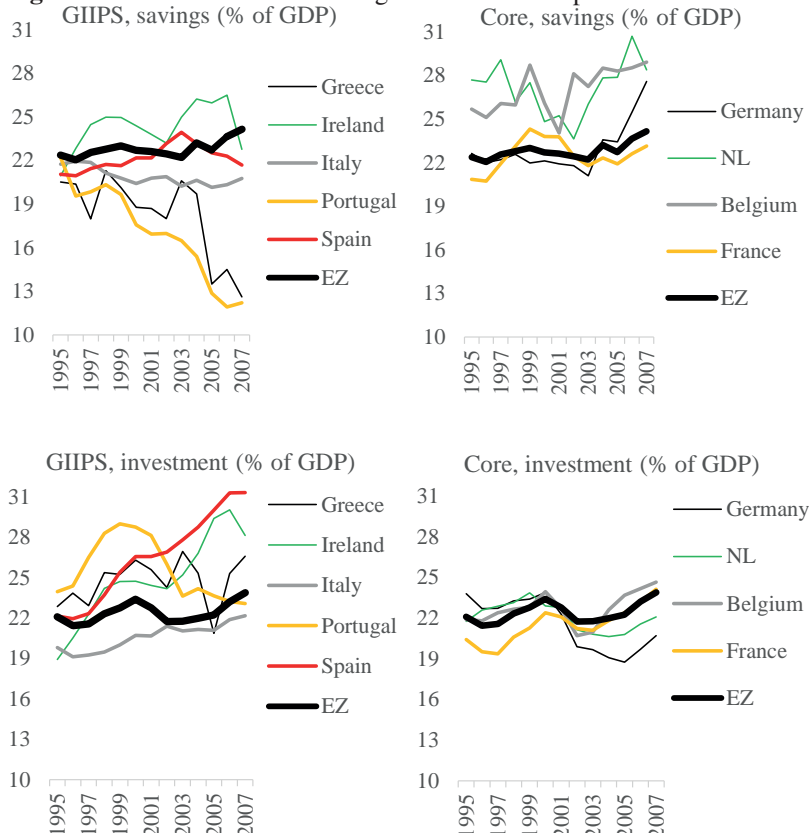 GIIPS, savings (% of GDP)
31
28
25
22
19
16
13
10
1995
1997
1999
2001
2003
2005
2007
Greece
Ireland
Italy
Portugal
Spain
EZ
Core, savings (% of GDP)
31
28
25
22
19
16
13
10
1995
1997
1999
2001
2003
2005
2007
Germany
NL
Belgium
France
EZ
GIIPS, investment (% of GDP)
31
28
25
22
19
16
13
10
1995
1997
1999
2001
2003
2005
2007
Greece
Ireland
Italy
Portugal
Spain
EZ
Core, investment (% of GDP)
31
28
25
22
19
16
13
10
1995
1997
1999
2001
2003
2005
2007
Germany
NL
Belgium
France
EZ